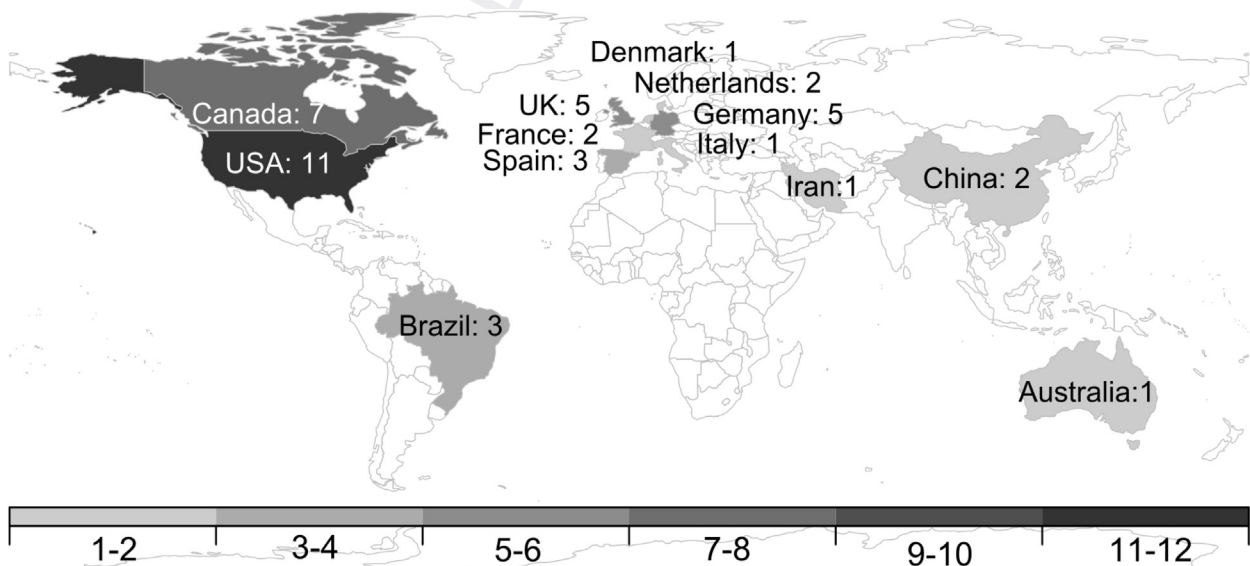 Denmark: 1
Netherlands: 2
UK: 5
Germany: 5
Canada: 7
France: 2
Italy: 1
USA: 11
Spain: 3
Iran:1
China: 2
Brazil: 3
Australia:1
1-2 3-4 5-6 7-8 9-10 11-12